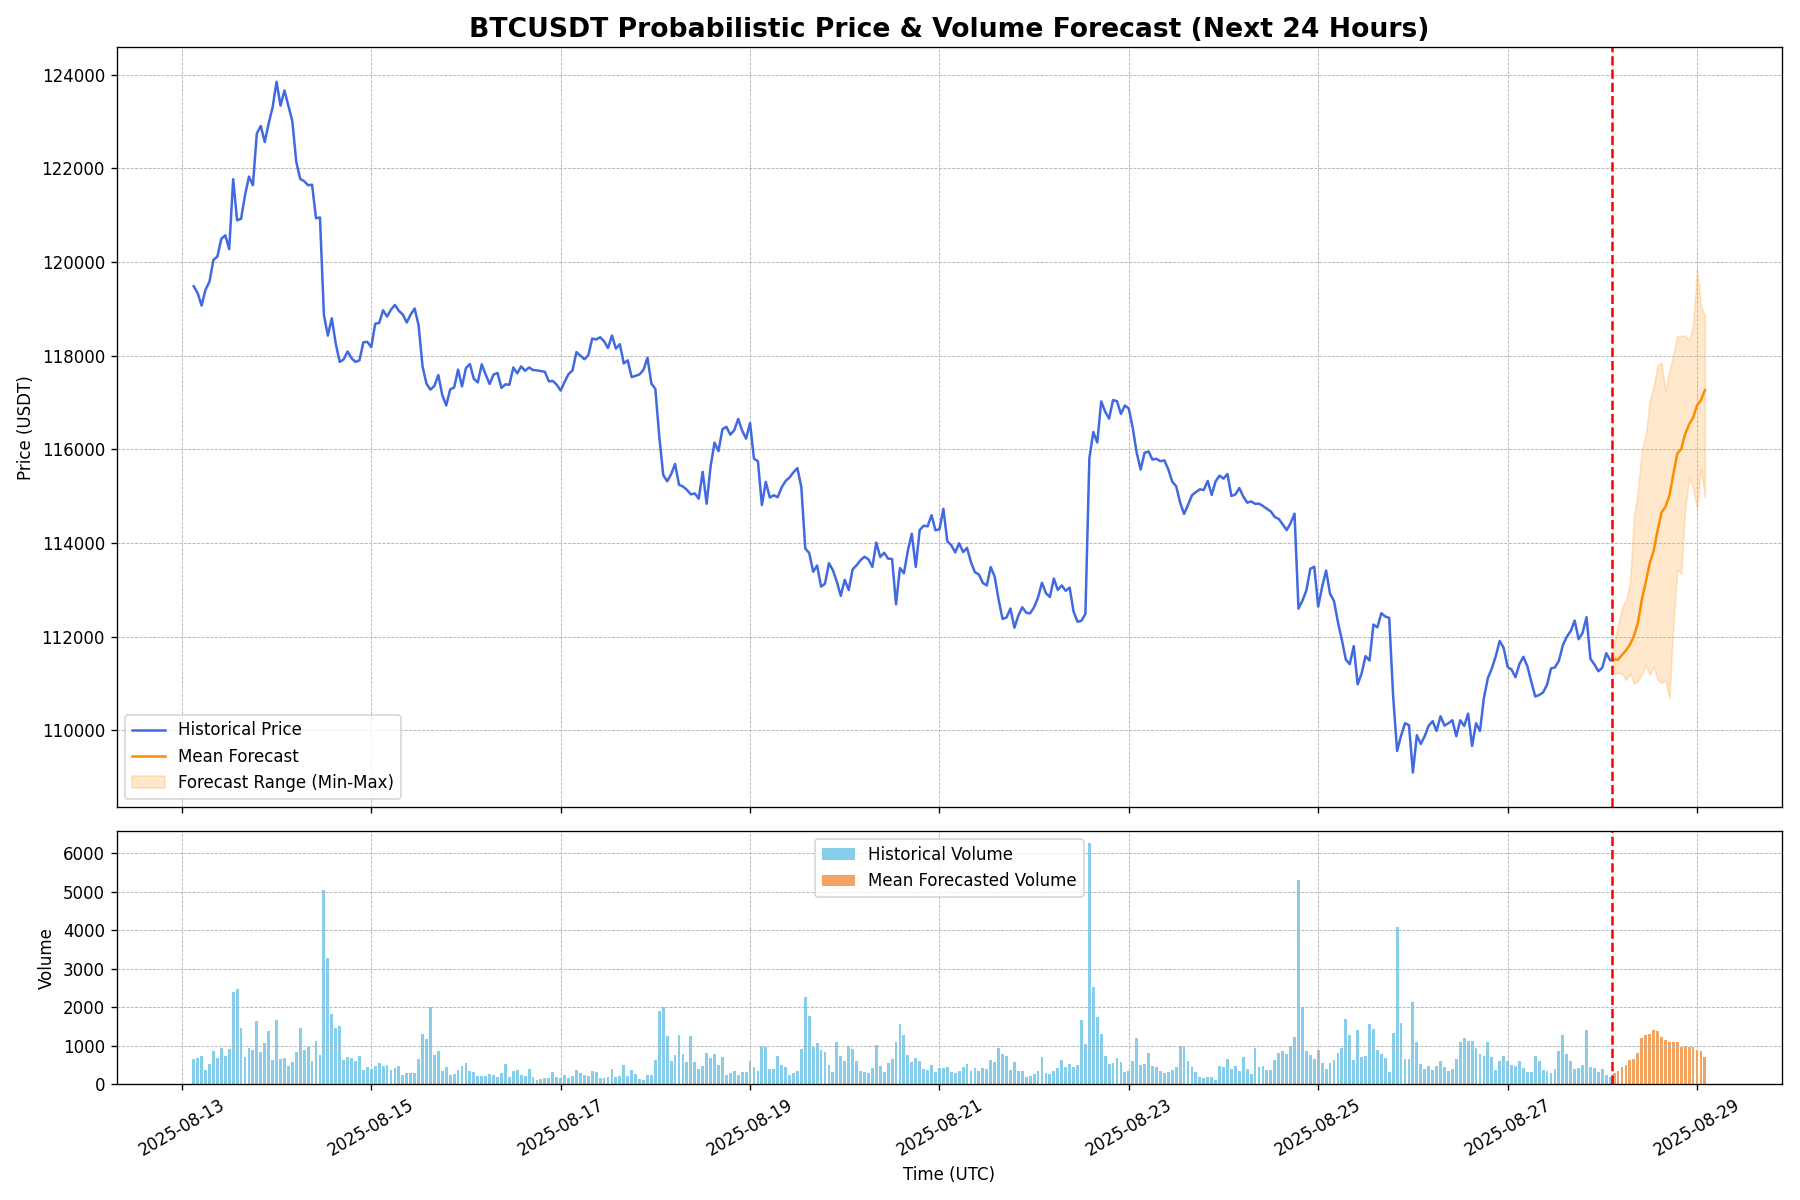 BTCUSDT Probabilistic Price & Volume Forecast (Next 24 Hours)
Price (USDT)
124000
122000
120000
118000
116000
114000
112000
110000
Historical Price
Mean Forecast
Forecast Range (Min-Max)
Volume
6000
5000
4000
3000
2000
1000
0
Historical Volume
Mean Forecasted Volume
2025-08-13
2025-08-15
2025-08-17
2025-08-19
2025-08-21
2025-08-23
2025-08-25
2025-08-27
2025-08-29
Time (UTC)